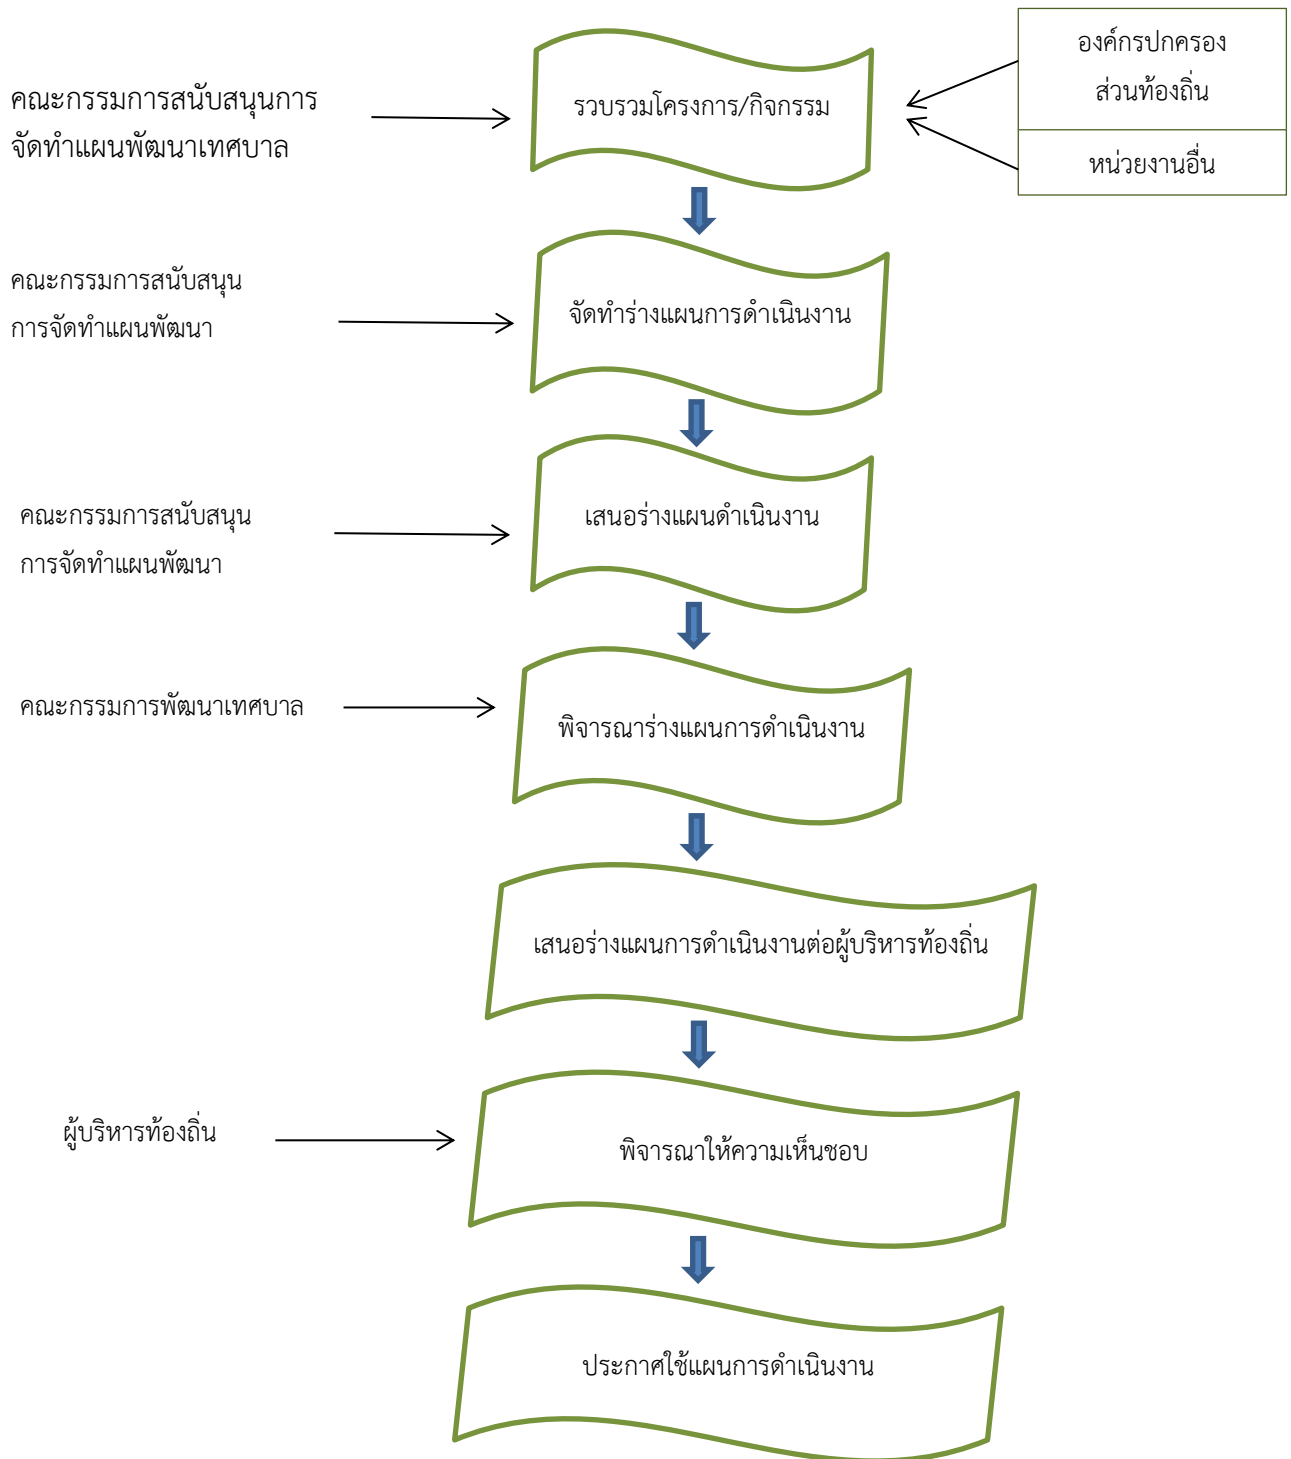 คณะกรรมการสนับสนุนการ
จัดทำแผนพัฒนาเทศบาล
รวบรวมโครงการ/กิจกรรม
องค์กรปกครอง
ส่วนท้องถิ่น
หน่วยงานอื่น
คณะกรรมการสนับสนุน
การจัดทำแผนพัฒนา
จัดทำร่างแผนการดำเนินงาน
คณะกรรมการสนับสนุน
การจัดทำแผนพัฒนา
เสนอร่างแผนดำเนินงาน
คณะกรรมการพัฒนาเทศบาล
พิจารณาร่างแผนการดำเนินงาน
เสนอร่างแผนการดำเนินงานต่อผู้บริหารท้องถิ่น
ผู้บริหารท้องถิ่น
พิจารณาให้ความเห็นชอบ
ประกาศใช้แผนการดำเนินงาน